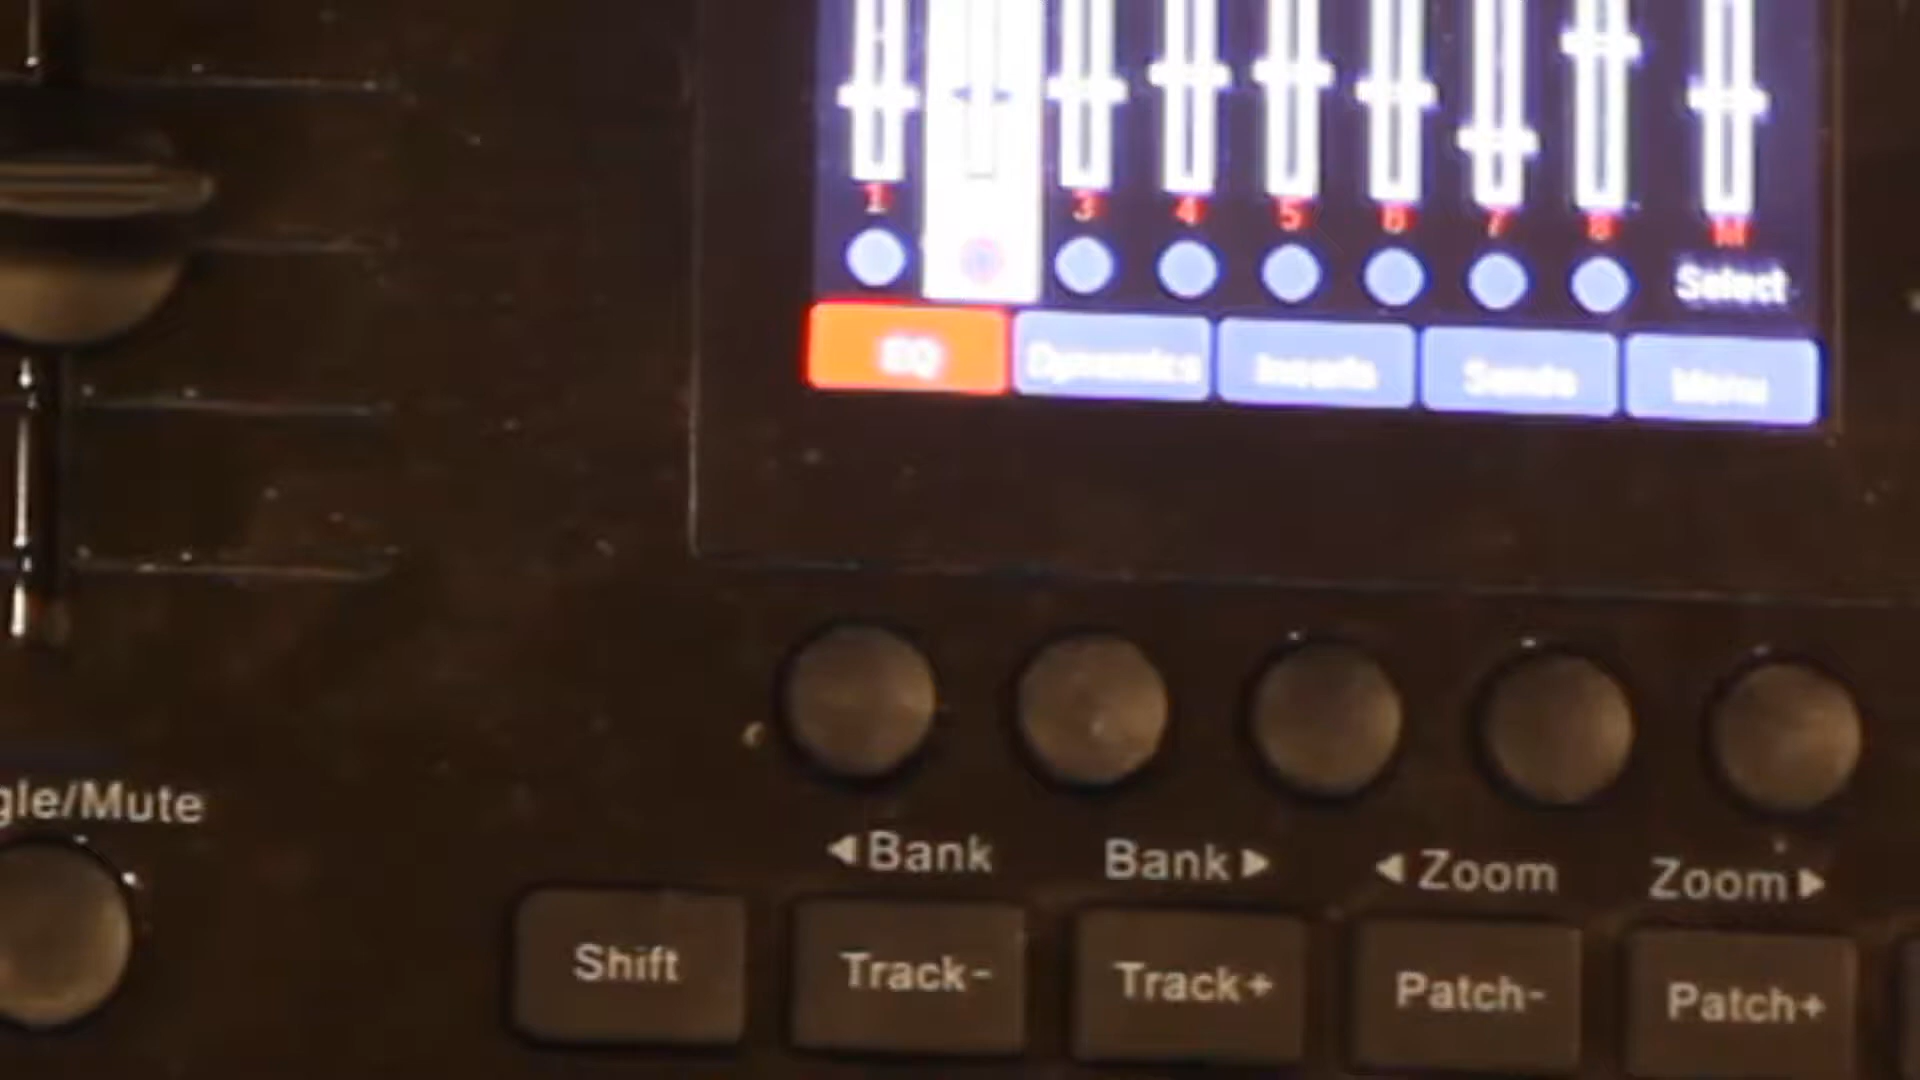 1 3 4 5 6 7 8
Select
EQ Dynamics Inserts Sends Menu
gle/Mute
◀Bank Bank▶ ◀Zoom Zoom▶
Shift Track- Track+ Patch- Patch+